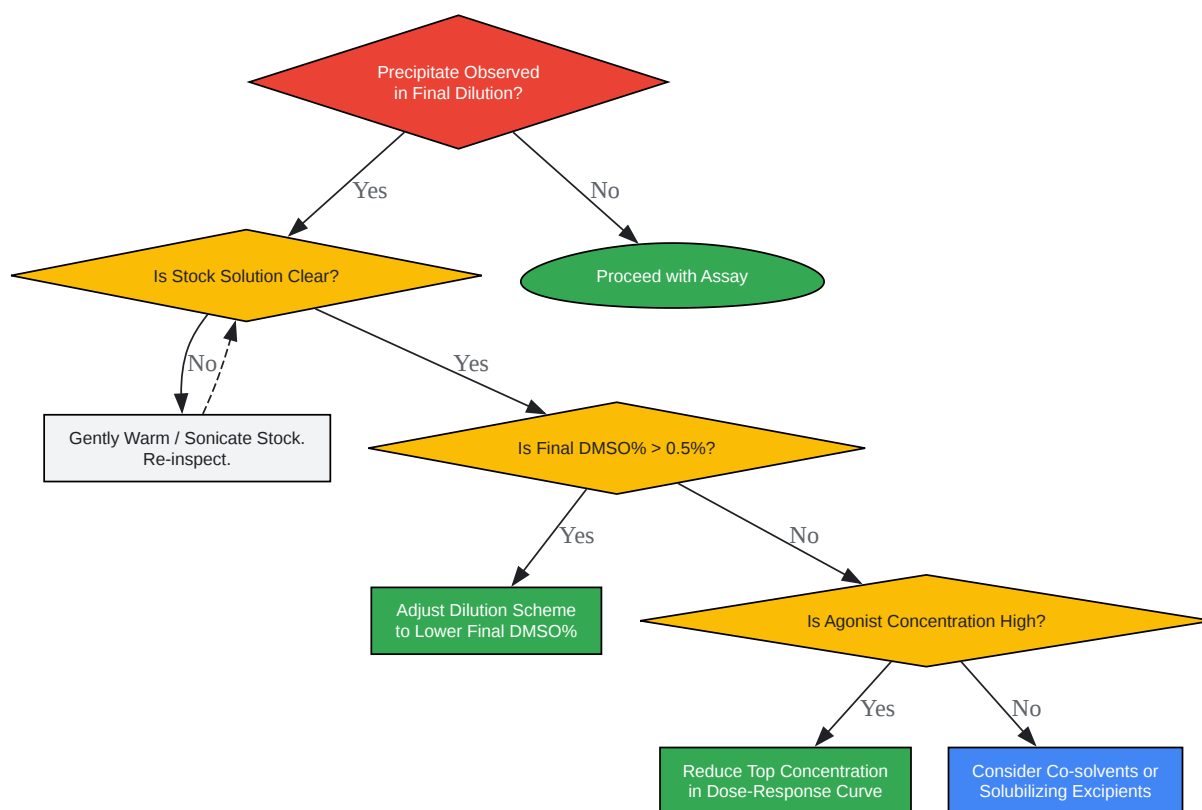 Precipitate Observed
in Final Dilution?
Yes
No
Is Stock Solution Clear?
Proceed with Assay
No
Yes
Gently Warm / Sonicate Stock.
Re-inspect.
Is Final DMSO% > 0.5%?
Yes
No
Adjust Dilution Scheme
to Lower Final DMSO%
Is Agonist Concentration High?
Yes
No
Reduce Top Concentration
in Dose-Response Curve
Consider Co-solvents or
Solubilizing Excipients